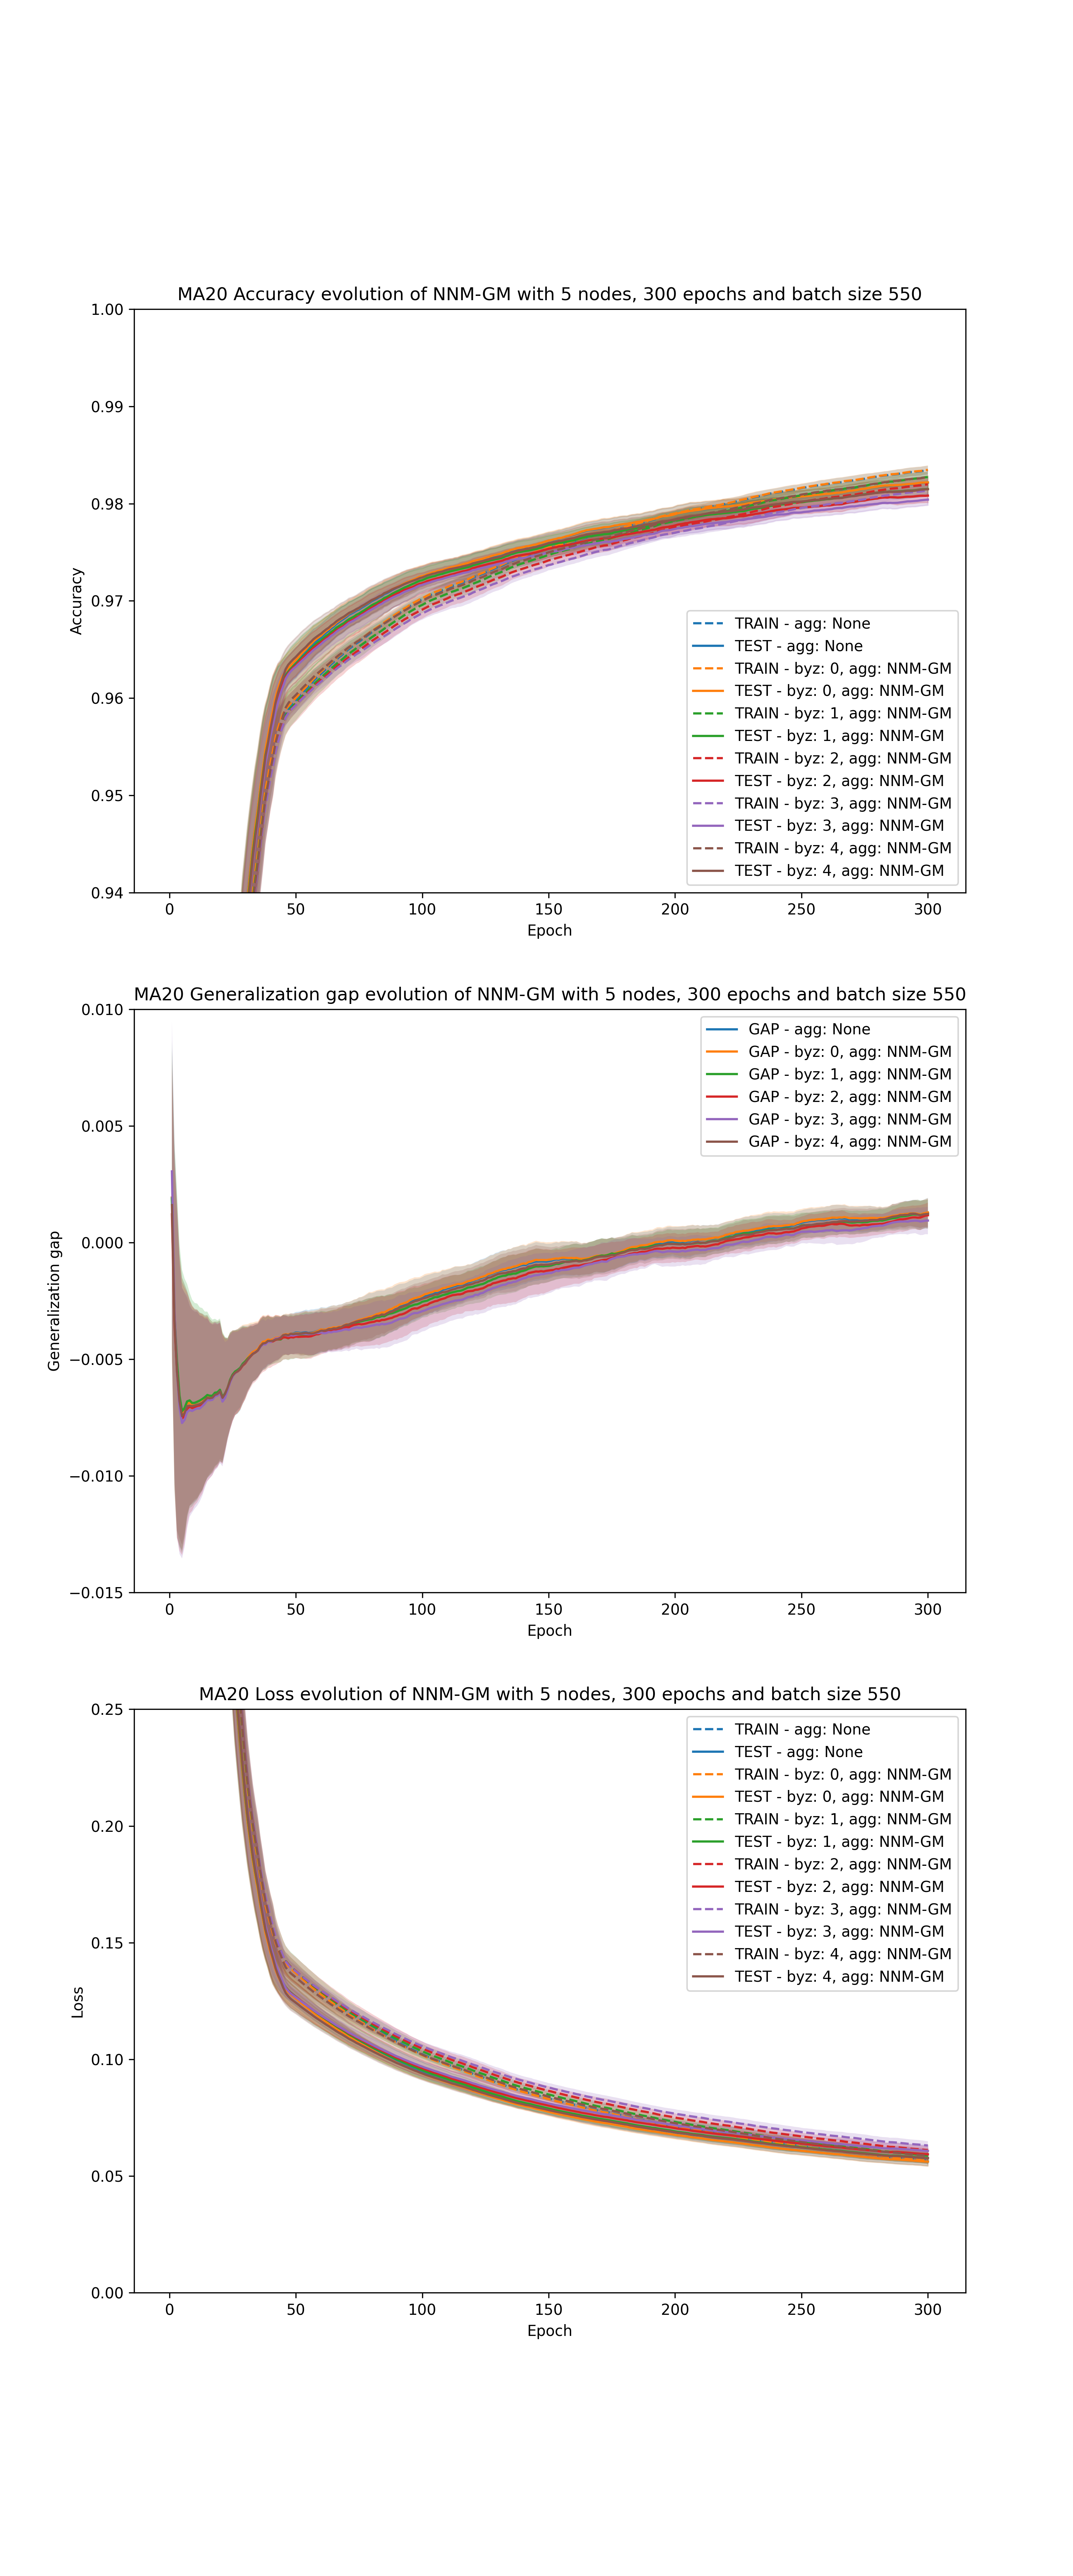 MA20 Accuracy evolution of NNM-GM with 5 nodes, 300 epochs and batch size 550
1.00
0.99
0.98
0.97
0.96
0.95
0.94
Accuracy
0 50 100 150 200 250 300
Epoch
TRAIN - agg: None
TEST - agg: None
TRAIN - byz: 0, agg: NNM-GM
TEST - byz: 0, agg: NNM-GM
TRAIN - byz: 1, agg: NNM-GM
TEST - byz: 1, agg: NNM-GM
TRAIN - byz: 2, agg: NNM-GM
TEST - byz: 2, agg: NNM-GM
TRAIN - byz: 3, agg: NNM-GM
TEST - byz: 3, agg: NNM-GM
TRAIN - byz: 4, agg: NNM-GM
TEST - byz: 4, agg: NNM-GM
MA20 Generalization gap evolution of NNM-GM with 5 nodes, 300 epochs and batch size 550
0.010
0.005
0.000
−0.005
−0.010
−0.015
Generalization gap
0 50 100 150 200 250 300
Epoch
GAP - agg: None
GAP - byz: 0, agg: NNM-GM
GAP - byz: 1, agg: NNM-GM
GAP - byz: 2, agg: NNM-GM
GAP - byz: 3, agg: NNM-GM
GAP - byz: 4, agg: NNM-GM
MA20 Loss evolution of NNM-GM with 5 nodes, 300 epochs and batch size 550
0.25
0.20
0.15
0.10
0.05
0.00
Loss
0 50 100 150 200 250 300
Epoch
TRAIN - agg: None
TEST - agg: None
TRAIN - byz: 0, agg: NNM-GM
TEST - byz: 0, agg: NNM-GM
TRAIN - byz: 1, agg: NNM-GM
TEST - byz: 1, agg: NNM-GM
TRAIN - byz: 2, agg: NNM-GM
TEST - byz: 2, agg: NNM-GM
TRAIN - byz: 3, agg: NNM-GM
TEST - byz: 3, agg: NNM-GM
TRAIN - byz: 4, agg: NNM-GM
TEST - byz: 4, agg: NNM-GM